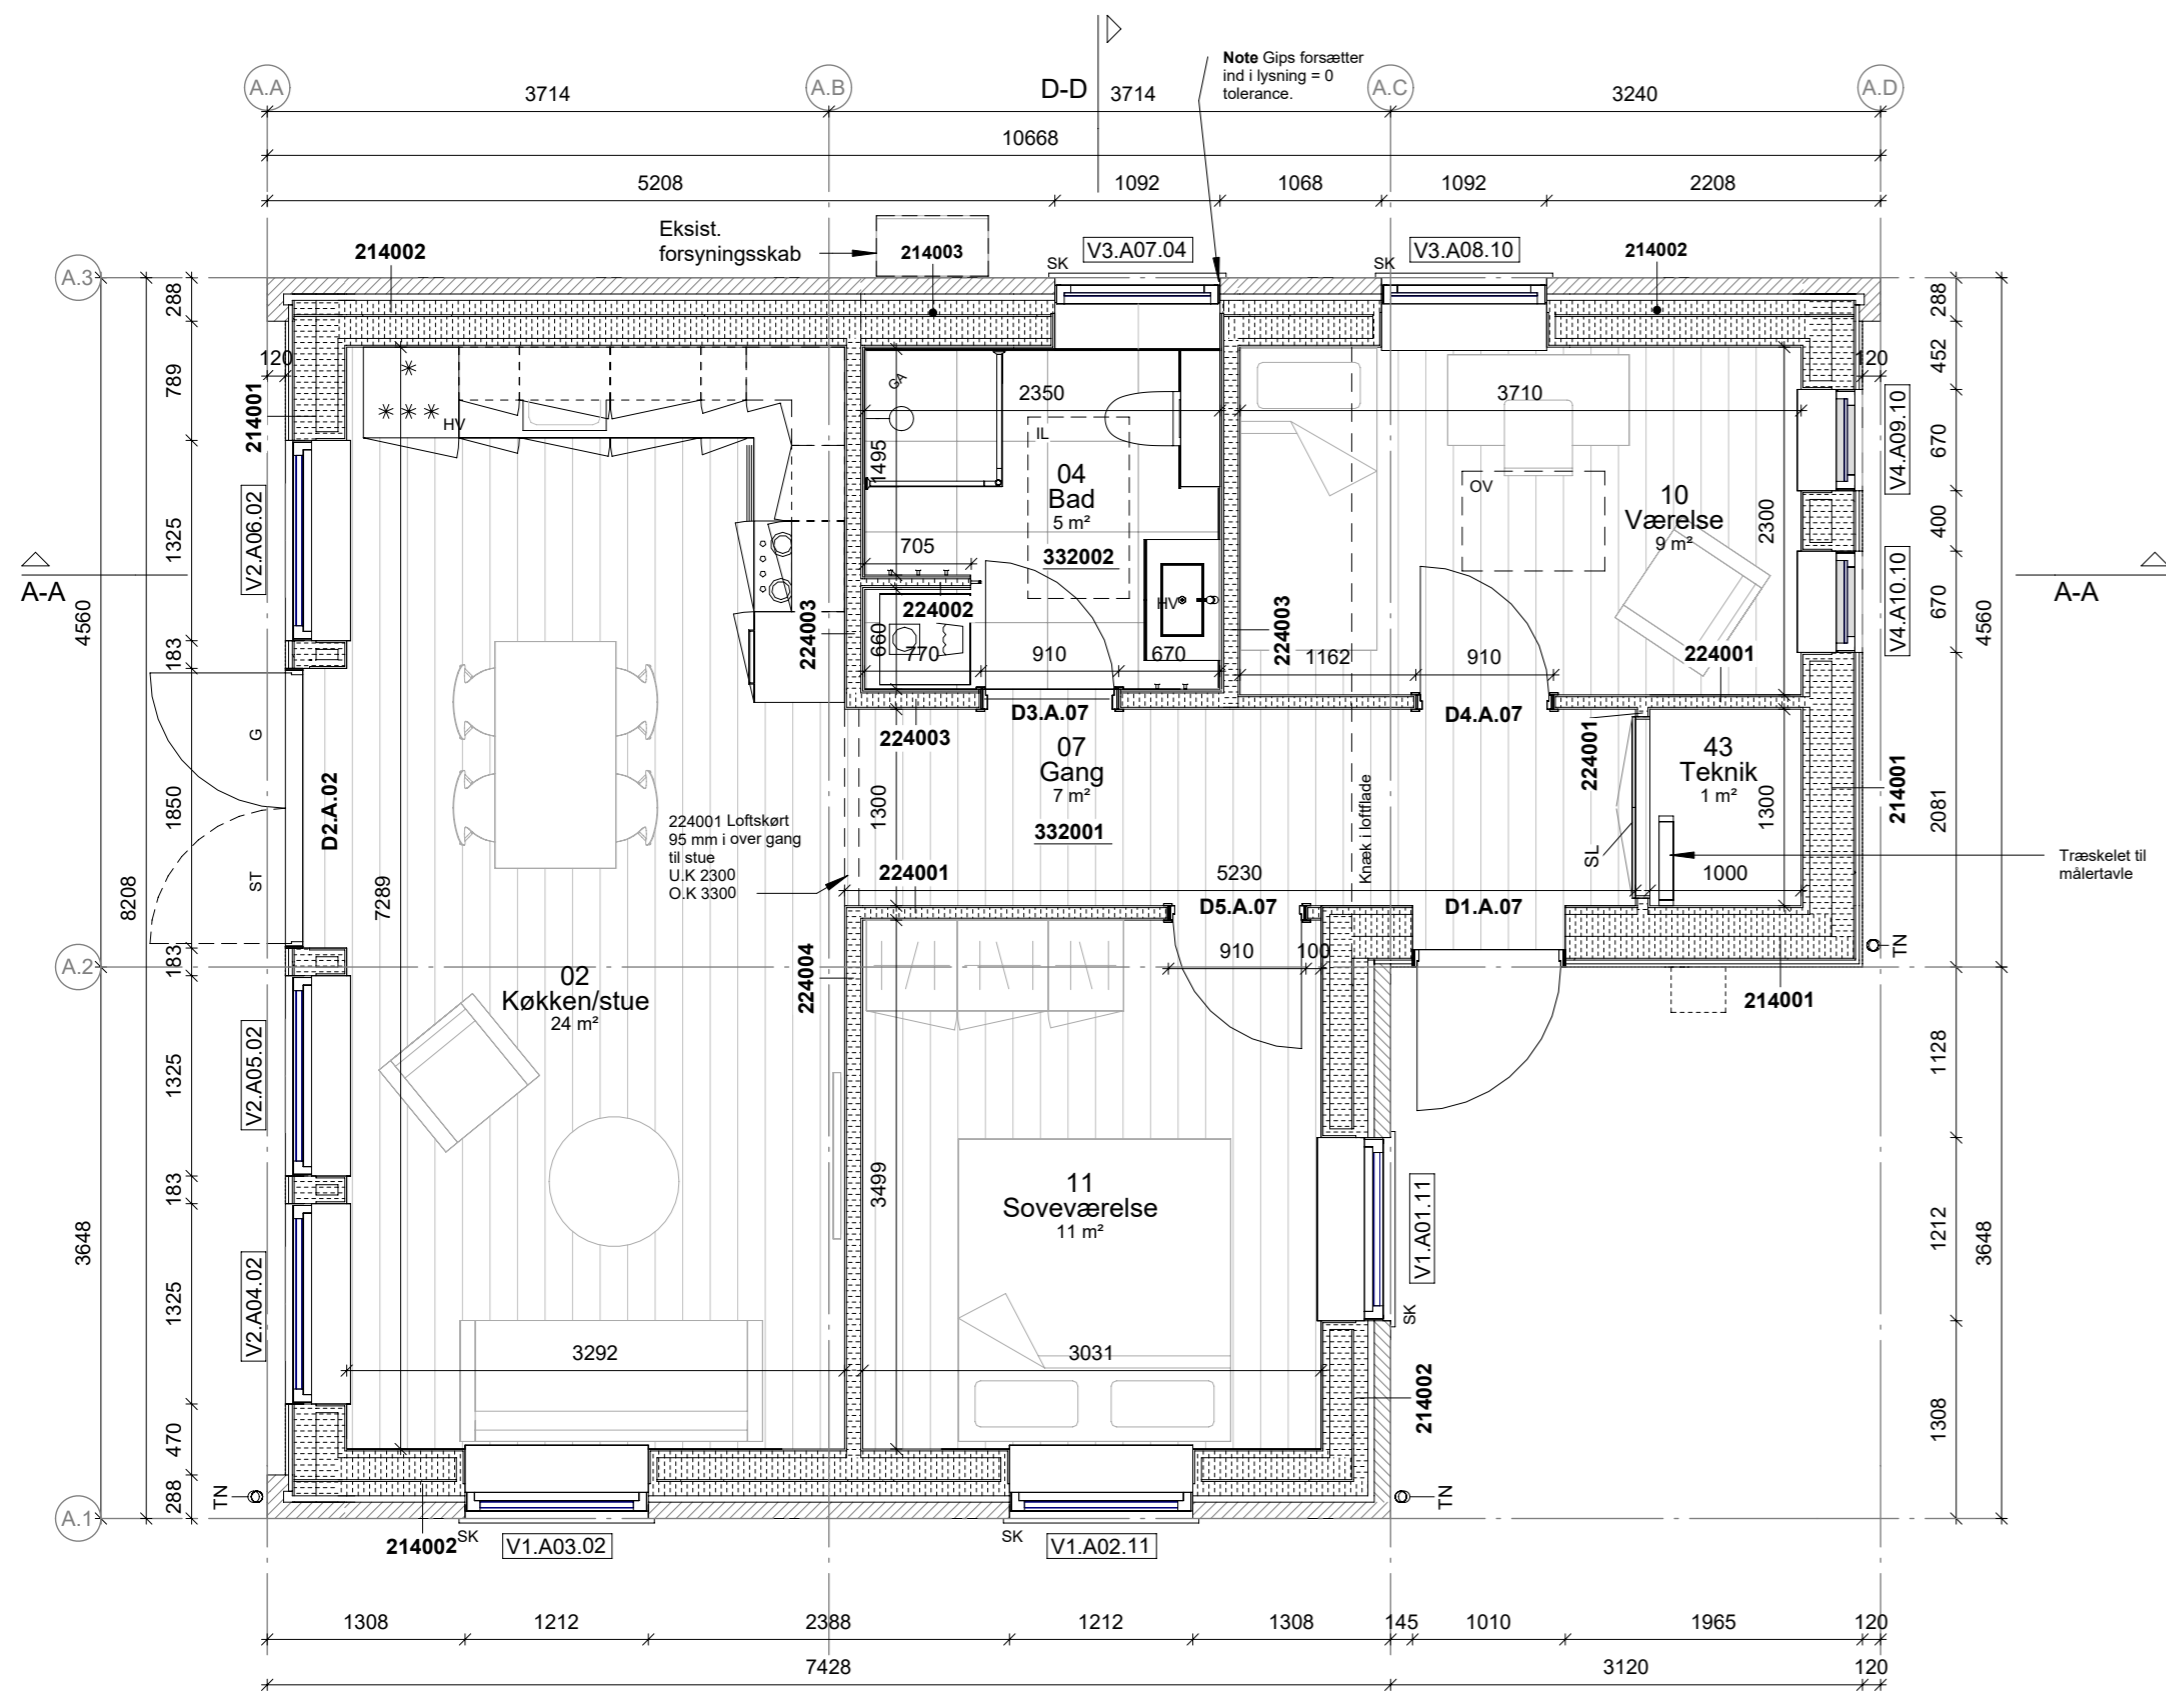 D-D
Note Gips forsætter
ind i lysning = 0
tolerance.
A.A
A.B
A.C
A.D
3714
3714
3240
10668
5208
1092
1068
1092
2208
Eksist.
forsyningsskab
214002
214003
V3.A07.04
V3.A08.10
214002
SK
SK
A.3
288
789
1325
183
1850
183
1325
183
1325
470
288
4560
3648
8208
A.2
A.1
A-A
A-A
120
120
214001
V2.A06.02
D2.A.02
V2.A05.02
V2.A04.02
G
ST
HV
GA
2350
1495
IL
04
Bad
5 m²
332002
705
224002
HV
660
770
910
670
224003
224003
D3.A.07
224003
3710
OV
10
Værelse
9 m²
2300
1162
910
224001
D4.A.07
288
452
670
400
670
2081
4560
V4.A09.10
V4.A10.10
07
Gang
7 m²
332001
1300
224001
224001 Loftskørt
95 mm i over gang
til stue
U.K 2300
O.K 3300
7289
Knæk i loftflade
5230
224001
SL
43
Teknik
1 m²
1300
1000
214001
Træskelet til
målertavle
D5.A.07
D1.A.07
910
100
TN
214001
224004
02
Køkken/stue
24 m²
3499
11
Soveværelse
11 m²
3292
3031
V1.A01.11
SK
214002
1128
1212
1308
3648
TN
TN
214002
SK
V1.A03.02
SK
V1.A02.11
1308
1212
2388
1212
1308
145
1010
1965
120
7428
3120
120